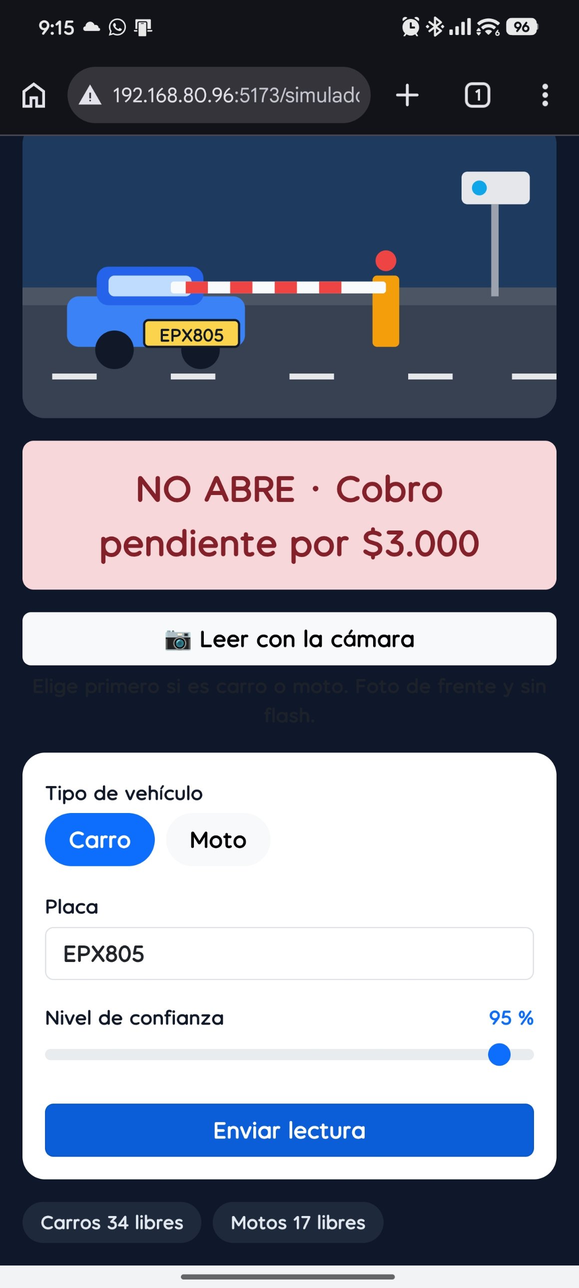 9:15
96
192.168.80.96:5173/simulado
1
EPX805
NO ABRE · Cobro
pendiente por $3.000
Leer con la cámara
Elige primero si es carro o moto. Foto de frente y sin
flash.
Tipo de vehículo
Carro
Moto
Placa
EPX805
Nivel de confianza
95 %
Enviar lectura
Carros 34 libres
Motos 17 libres